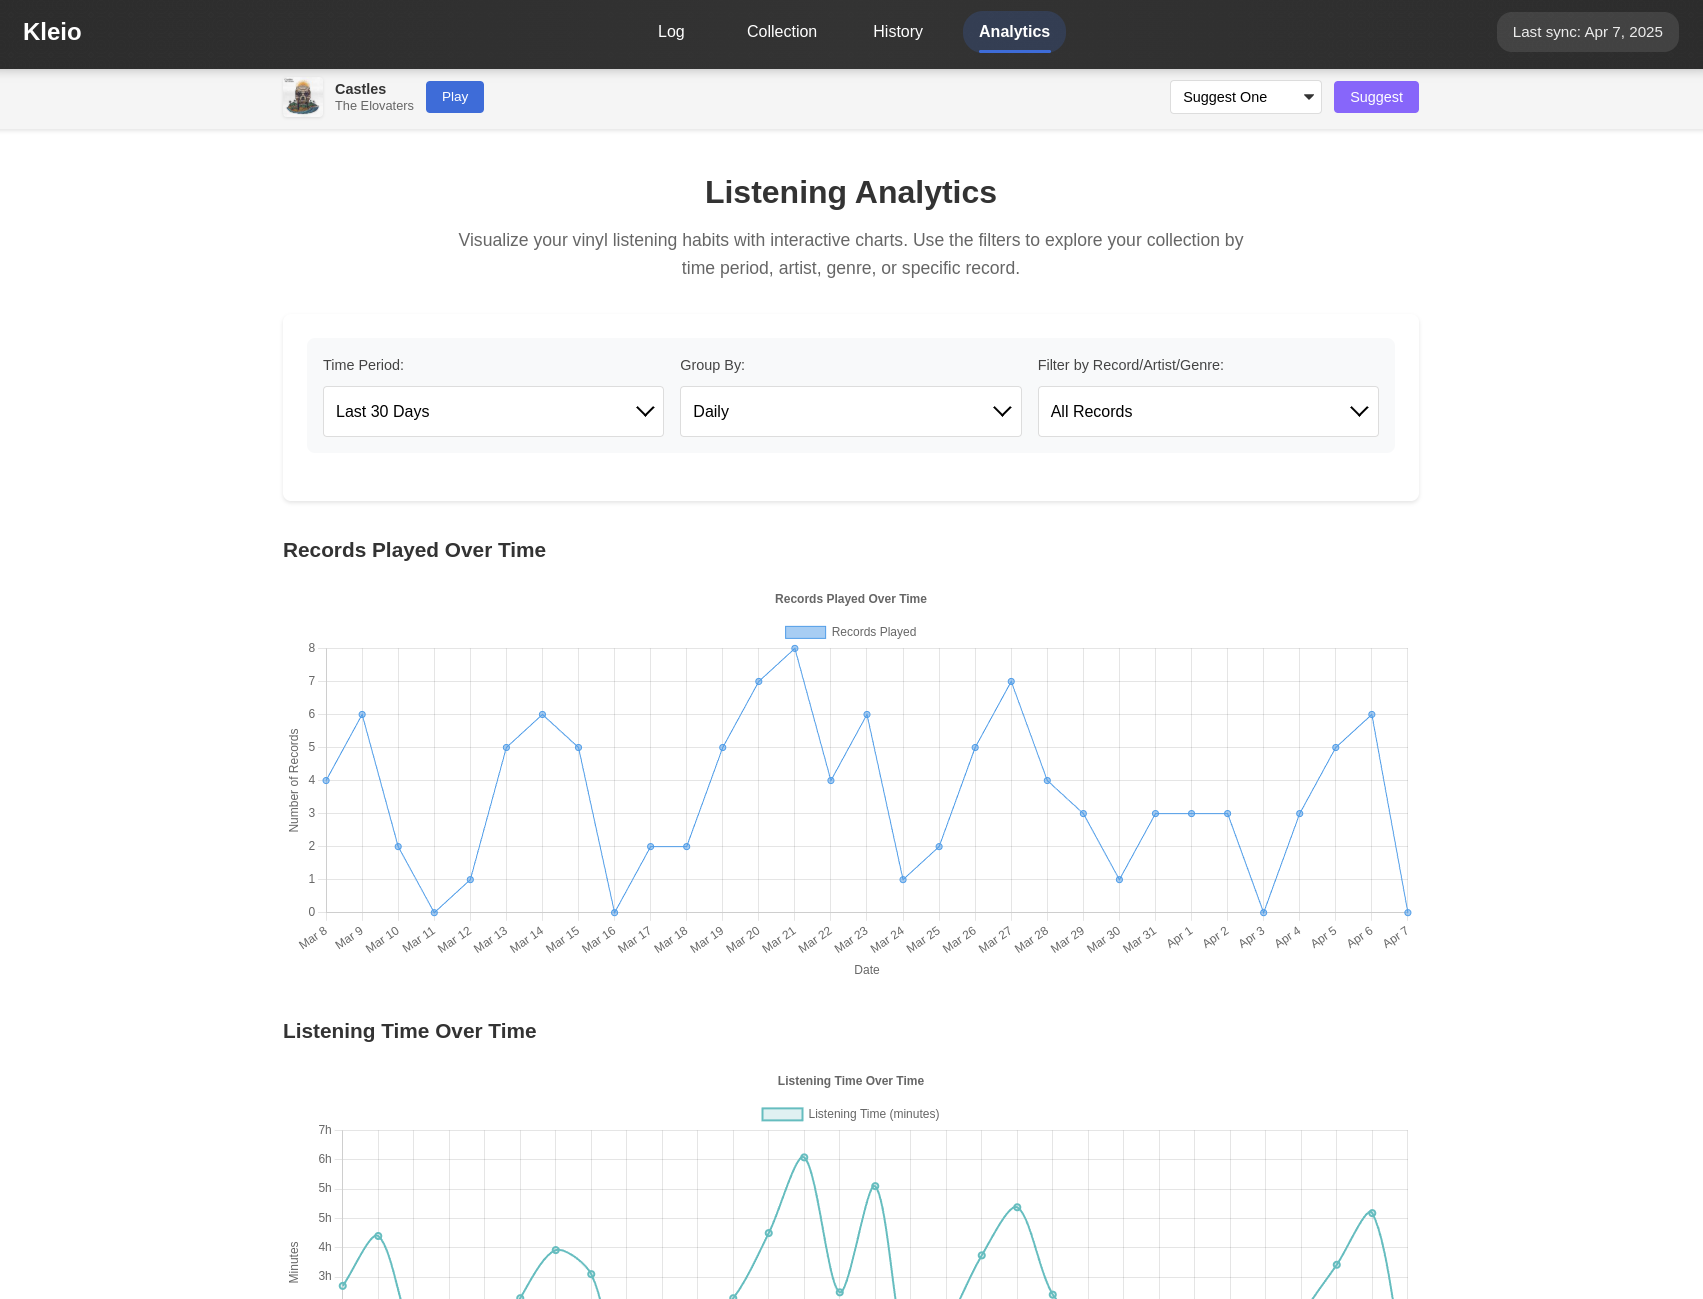 Kleio
Log
Collection
History
Analytics
Last sync: Apr 7, 2025
Castles
The Elovaters
Play
Suggest One
Suggest
Listening Analytics
Visualize your vinyl listening habits with interactive charts. Use the filters to explore your collection by
time period, artist, genre, or specific record.
Time Period:
Group By:
Filter by Record/Artist/Genre:
Last 30 Days
Daily
All Records
Records Played Over Time
Records Played Over Time
Records Played
Number of Records
8
7
6
5
4
3
2
1
0
Mar 8
Mar 9
Mar 10
Mar 11
Mar 12
Mar 13
Mar 14
Mar 15
Mar 16
Mar 17
Mar 18
Mar 19
Mar 20
Mar 21
Mar 22
Mar 23
Mar 24
Mar 25
Mar 26
Mar 27
Mar 28
Mar 29
Mar 30
Mar 31
Apr 1
Apr 2
Apr 3
Apr 4
Apr 5
Apr 6
Apr 7
Date
Listening Time Over Time
Listening Time Over Time
Listening Time (minutes)
Minutes
7h
6h
5h
5h
4h
3h